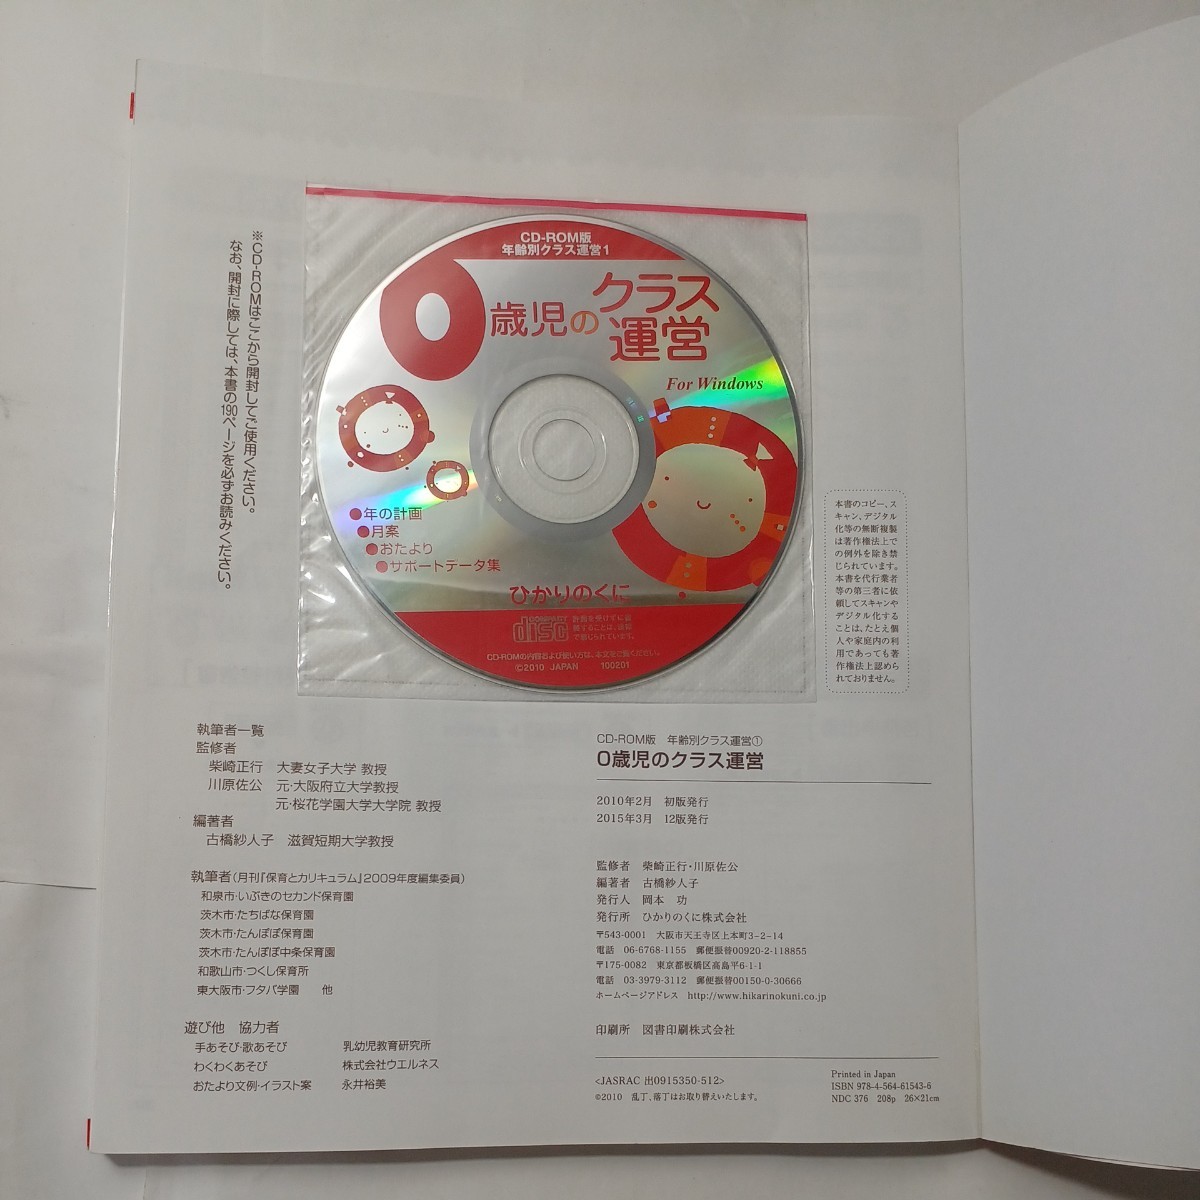 ※CD-ROMはここから開封してご使用ください。
なお、開封に際しては、本書の190ページを必ずお読みください。
CD-ROM版
年齢別クラス運営1
0歳児のクラス運営
For Windows
●年の計画
●月案
●おたより
●サポートデータ集
ひかりのくに
COMPACT
disc
CD-ROMの内容および使い方は、本文をご覧ください。
©2010 JAPAN 100201
本書のコピー、ス
キャン、デジタル
化等の無断複製
は著作権法上で
の例外を除き禁
じられています。
本書を代行業者
等の第三者に依
頼してスキャンや
デジタル化する
ことは、たとえ個
人や家庭内の利
用であっても著
作権法上認めら
れておりません。
執筆者一覧
監修者
柴崎正行 大妻女子大学 教授
川原佐公 元・大阪府立大学教授
元・桜花学園大学大学院 教授
編著者
古橋紗人子 滋賀短期大学教授
執筆者(月刊『保育とカリキュラム』2009年度編集委員)
和泉市・いぶきのセカンド保育園
茨木市・たちばな保育園
茨木市・たんぽぽ保育園
茨木市・たんぽぽ中条保育園
和歌山市・つくし保育所
東大阪市・フタバ学園 他
遊び他 協力者
手あそび・歌あそび 乳幼児教育研究所
わくわくあそび 株式会社ウエルネス
おたより文例・イラスト案 永井裕美
CD-ROM版 年齢別クラス運営①
0歳児のクラス運営
2010年2月 初版発行
2015年3月 12版発行
監修者 柴崎正行・川原佐公
編著者 古橋紗人子
発行人 岡本 功
発行所 ひかりのくに株式会社
〒543-0001 大阪市天王寺区上本町3-2-14
電話 06-6768-1155 郵便振替00920-2-118855
〒175-0082 東京都板橋区高島平6-1-1
電話 03-3979-3112 郵便振替00150-0-30666
ホームページアドレス http://www.hikarinokuni.co.jp
印刷所 図書印刷株式会社
<JASRAC 出0915350-512>
©2010 乱丁、落丁はお取り替えいたします。
Printed in Japan
ISBN 978-4-564-61543-6
NDC 376 208p 26×21cm